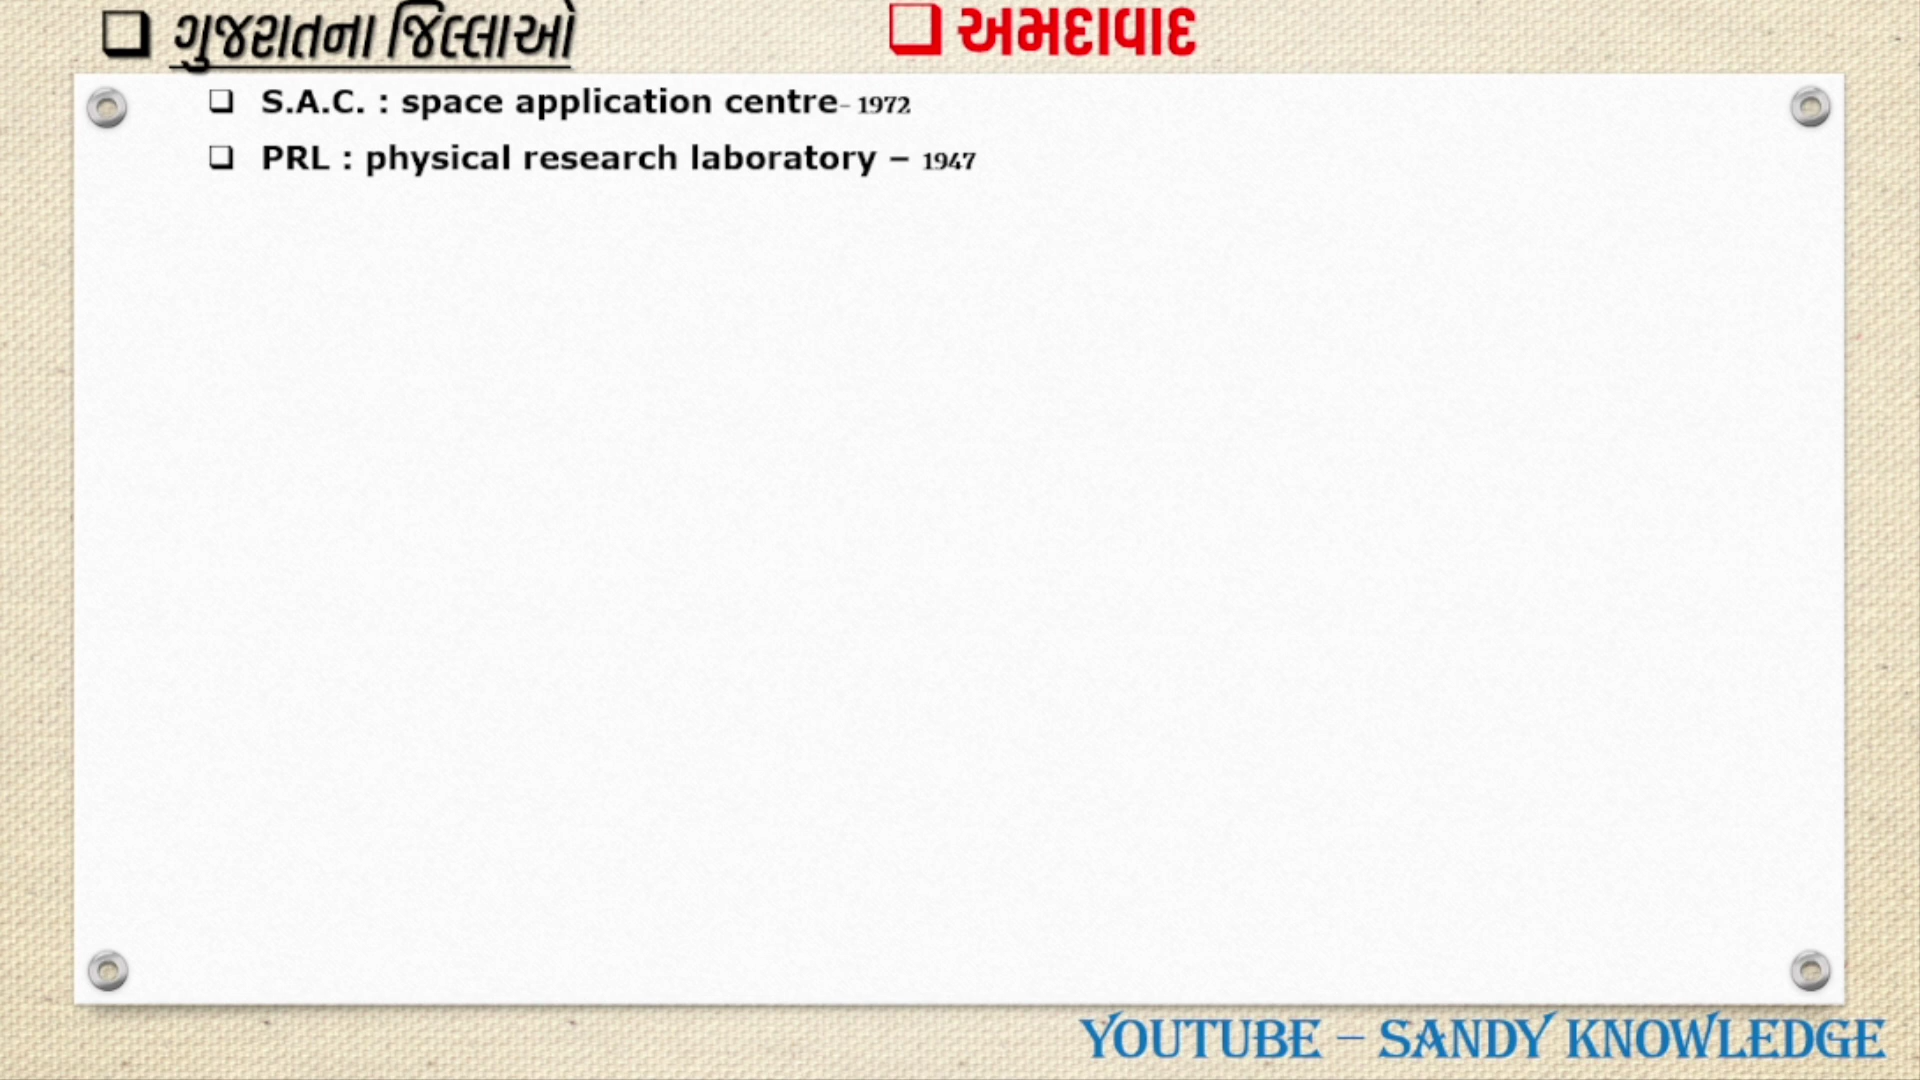 ❑ ગુજરાતના જિલ્લાઓ
❑ અમદાવાદ
❑ S.A.C. : space application centre– 1972
❑ PRL : physical research laboratory – 1947
YOUTUBE – SANDY KNOWLEDGE